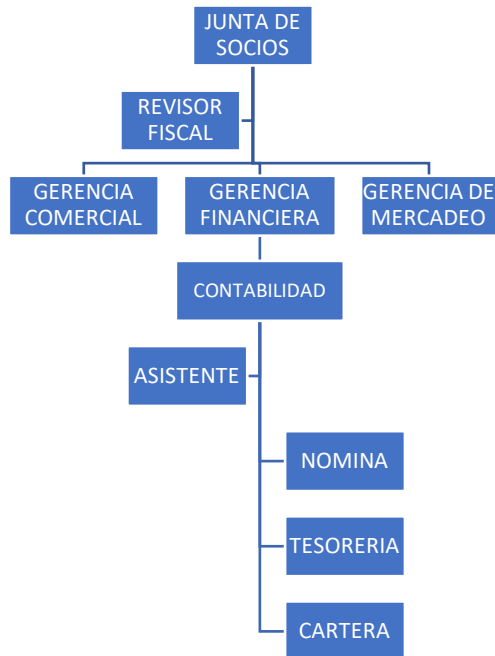 JUNTA DE
SOCIOS
REVISOR
FISCAL
GERENCIA
COMERCIAL
GERENCIA
FINANCIERA
GERENCIA DE
MERCADEO
CONTABILIDAD
ASISTENTE
NOMINA
TESORERIA
CARTERA